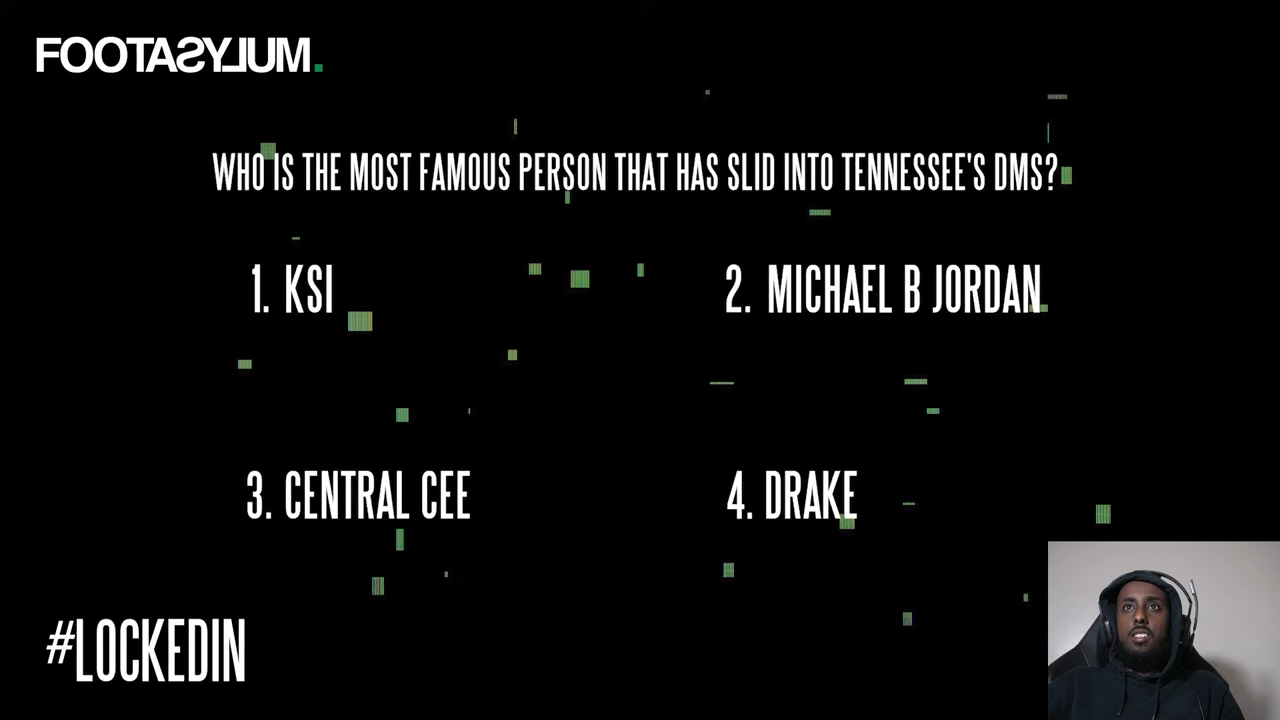 FOOTASYLUM.
WHO IS THE MOST FAMOUS PERSON THAT HAS SLID INTO TENNESSEE'S DMS?
1. KSI
2. MICHAEL B JORDAN
3. CENTRAL CEE
4. DRAKE
#LOCKEDIN